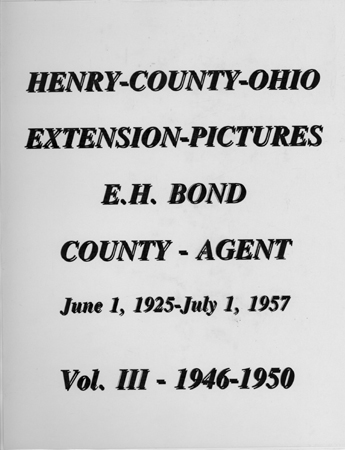 HENRY-COUNTY-OHIO
EXTENSION-PICTURES
E.H. BOND
COUNTY - AGENT
June 1, 1925-July 1, 1957
Vol. III - 1946-1950